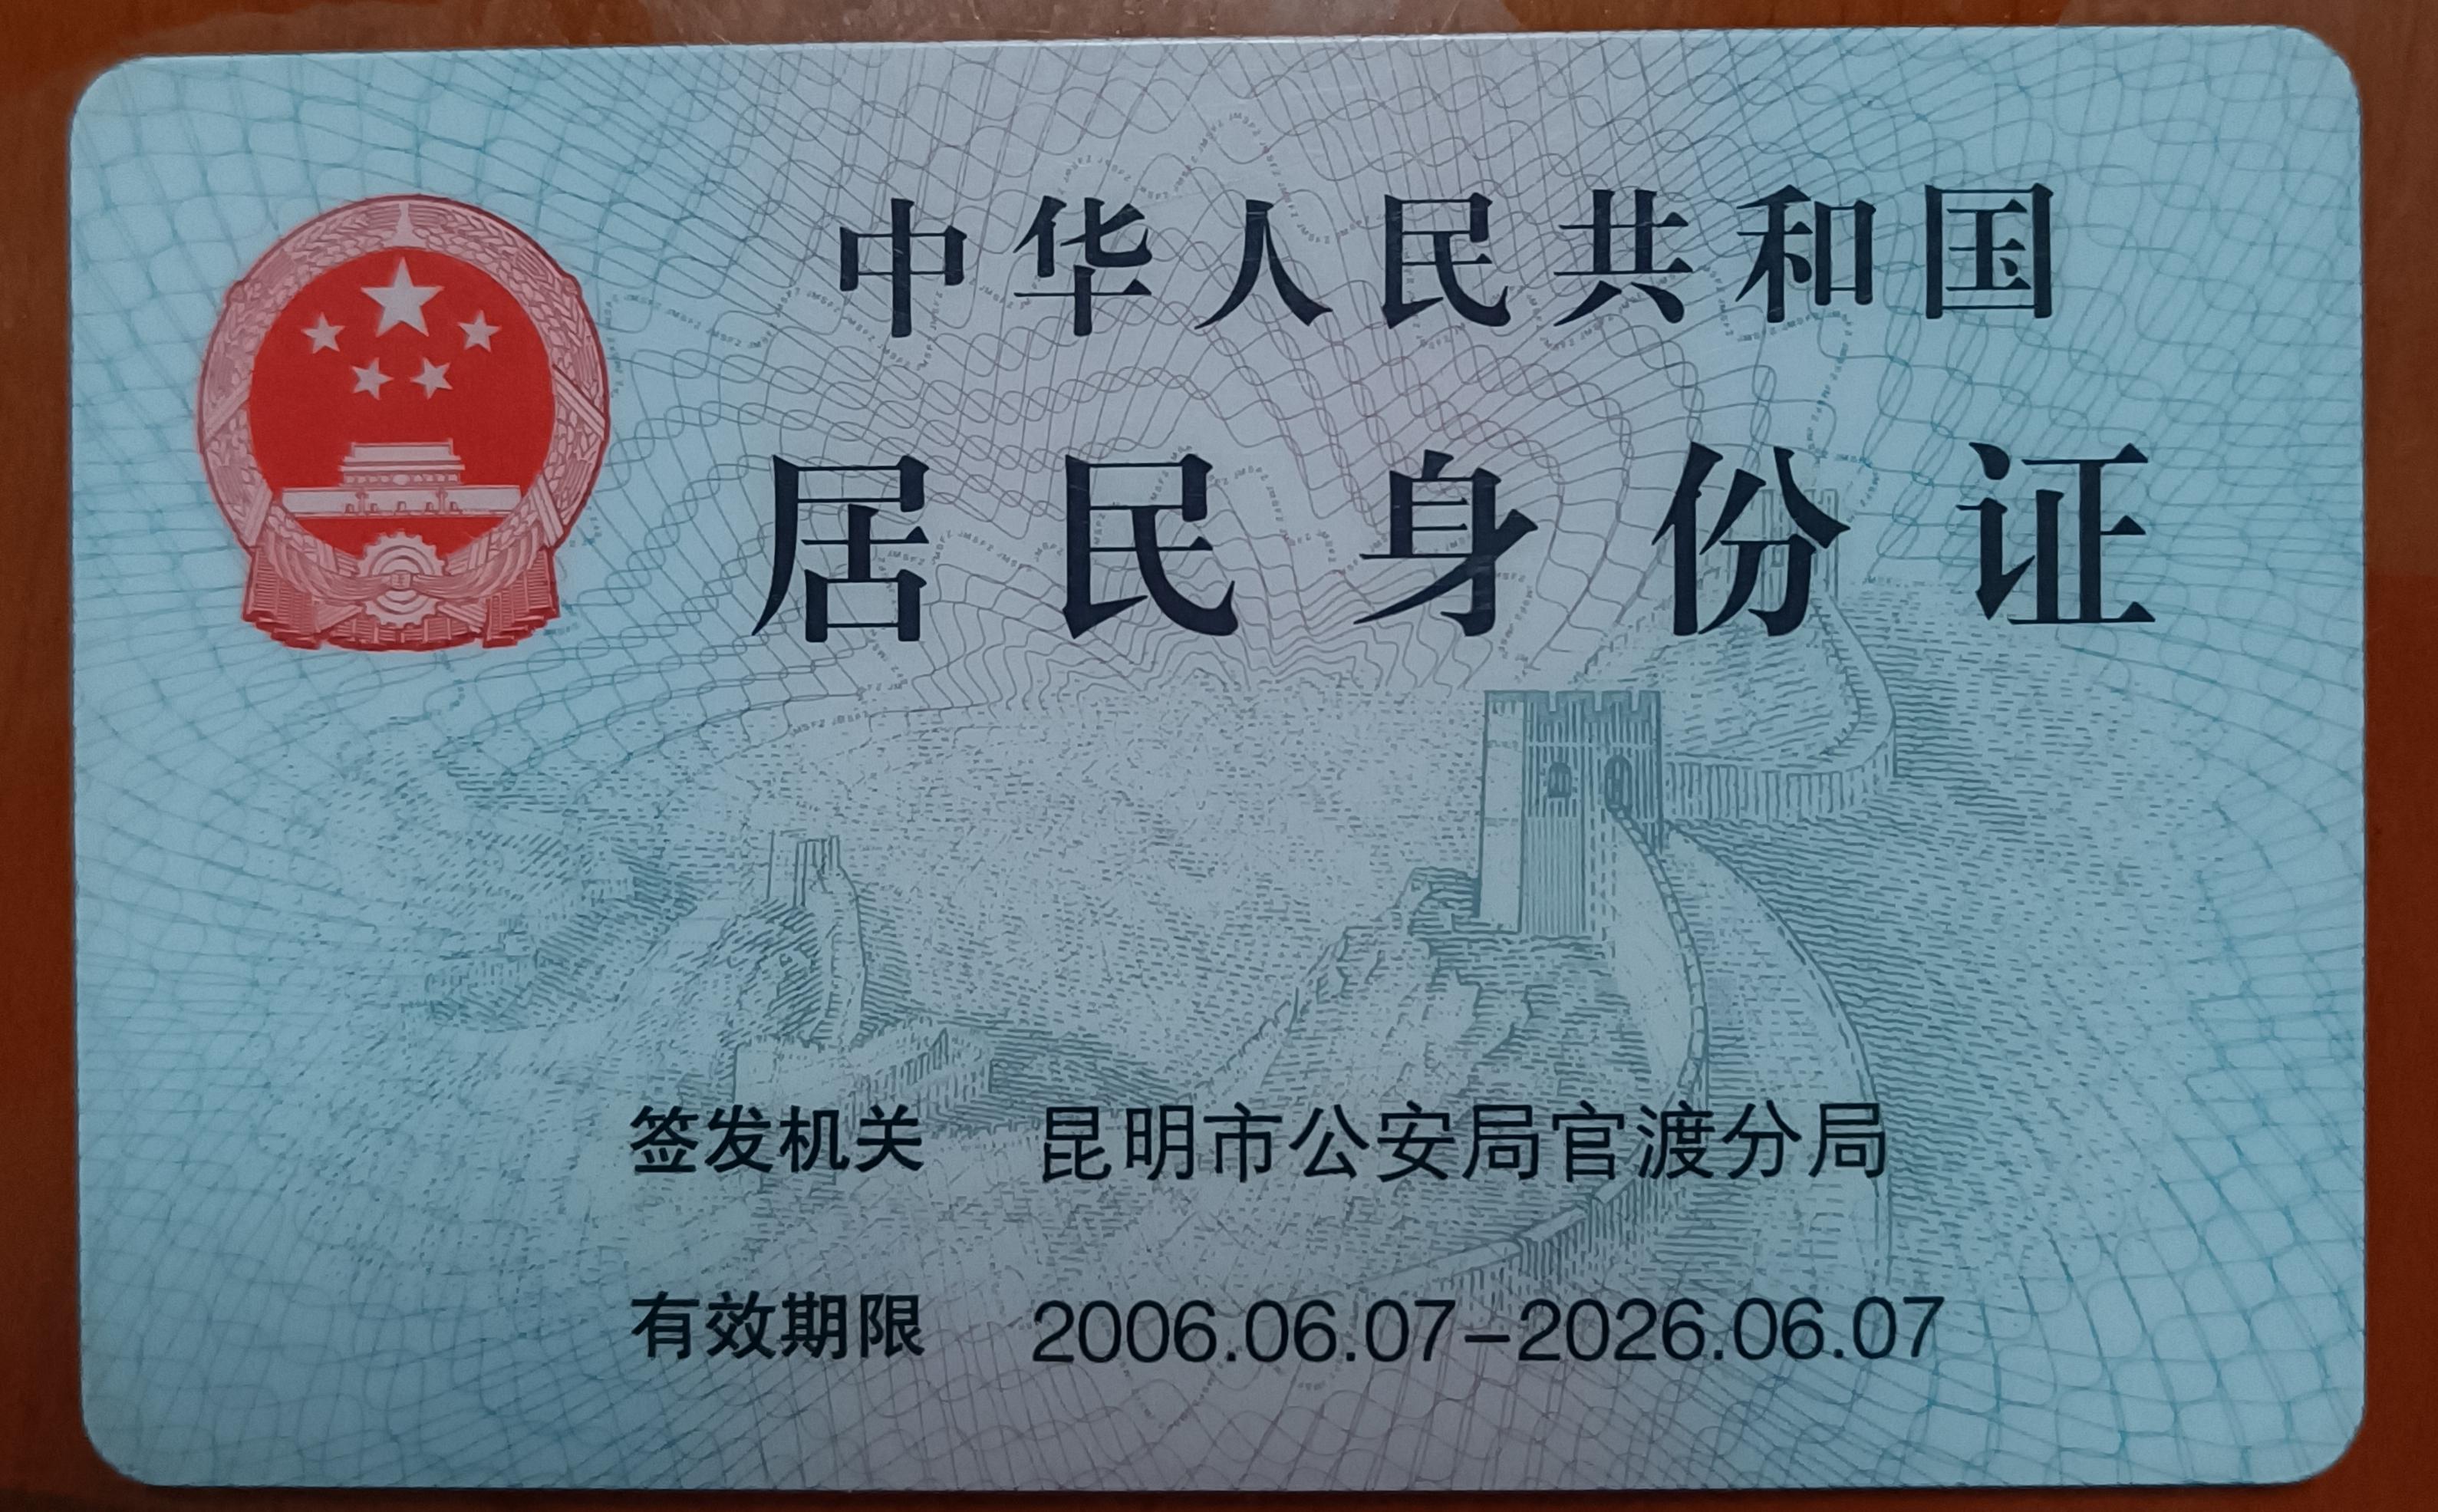 中华人民共和国
居民身份证
签发机关 昆明市公安局官渡分局
有效期限 2006.06.07-2026.06.07